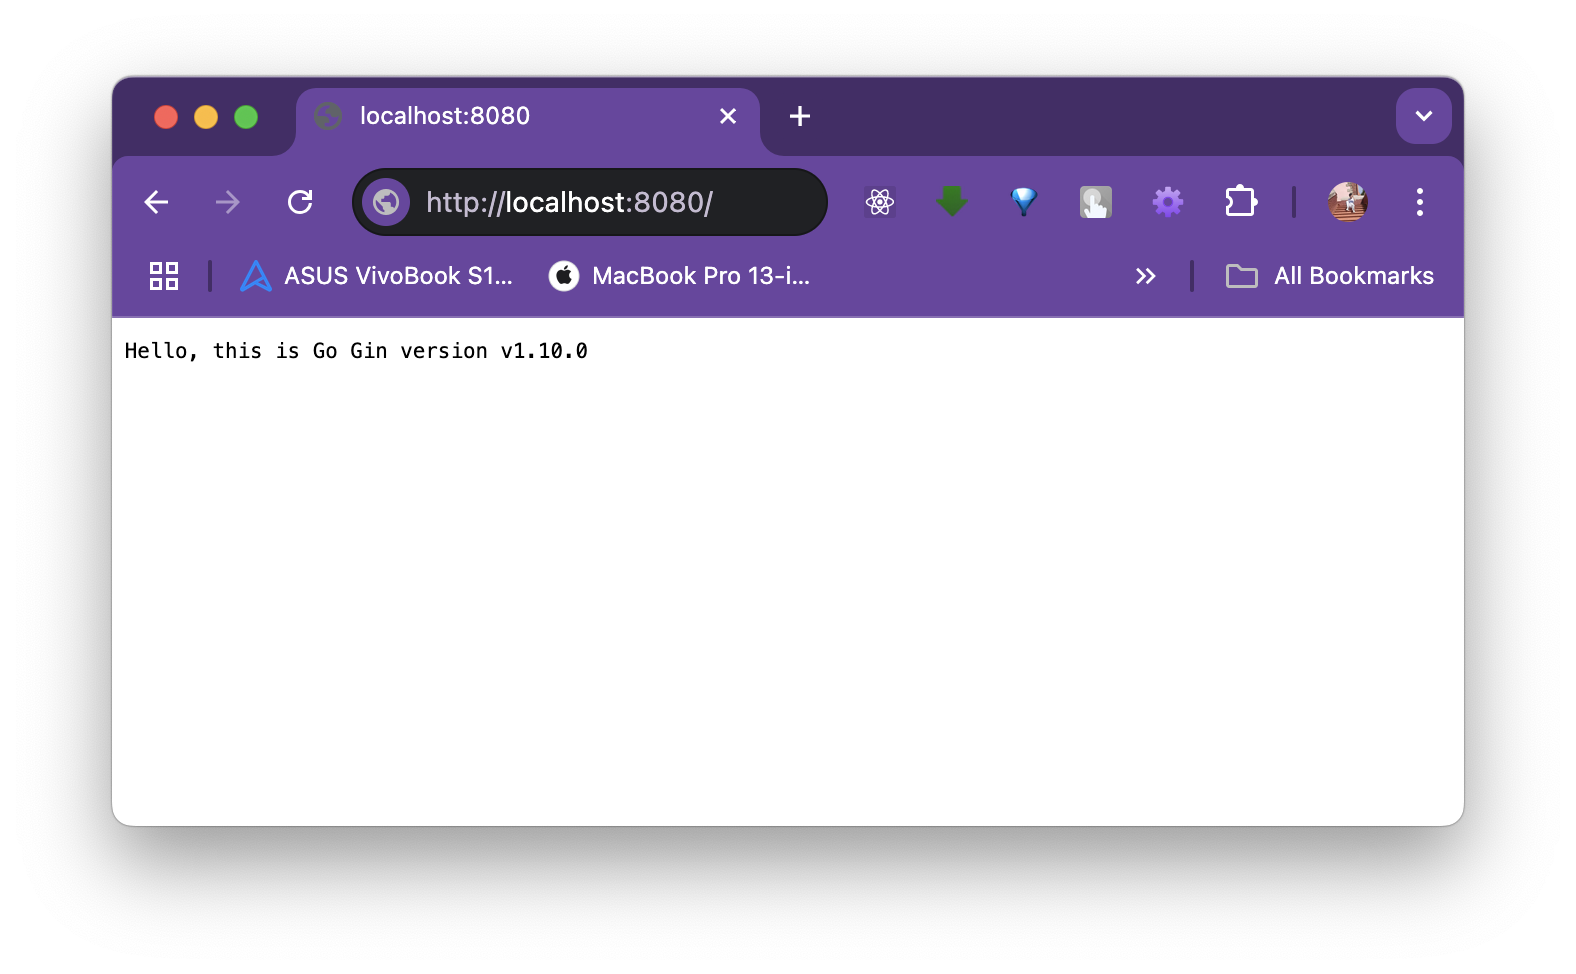 localhost:8080
http://localhost:8080/
ASUS VivoBook S1... MacBook Pro 13-i... All Bookmarks
Hello, this is Go Gin version v1.10.0